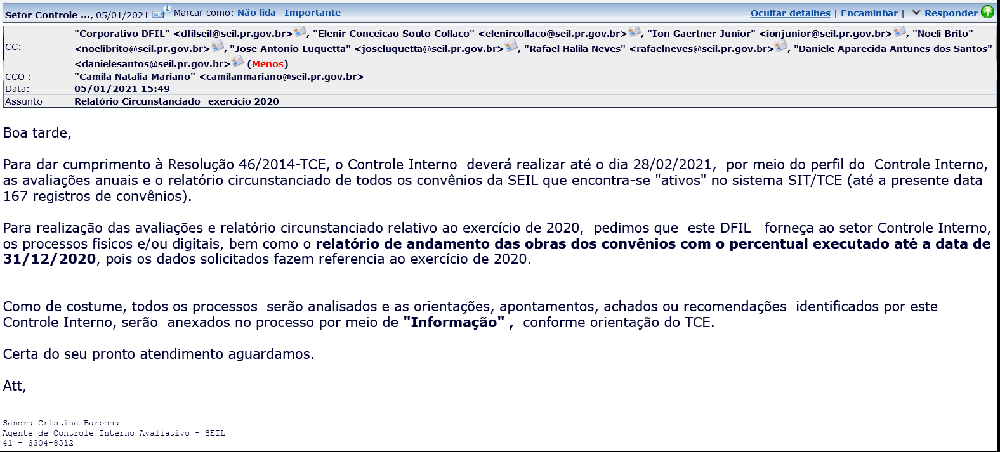 Setor Controle ..., 05/01/2021 Marcar como: Não lida Importante Ocultar detalhes | Encaminhar | Responder
CC: "Corporativo DFIL" <dfilseil@seil.pr.gov.br>, "Elenir Conceicao Souto Collaco" <elenircollaco@seil.pr.gov.br>, "Ion Gaertner Junior" <ionjunior@seil.pr.gov.br>, "Noeli Brito"
<noelibrito@seil.pr.gov.br>, "Jose Antonio Luquetta" <joseluquetta@seil.pr.gov.br>, "Rafael Halila Neves" <rafaelneves@seil.pr.gov.br>, "Daniele Aparecida Antunes dos Santos"
<danielesantos@seil.pr.gov.br> (Menos)
CCO : "Camila Natalia Mariano" <camilanmariano@seil.pr.gov.br>
Data: 05/01/2021 15:49
Assunto Relatório Circunstanciado- exercício 2020
Boa tarde,
Para dar cumprimento à Resolução 46/2014-TCE, o Controle Interno deverá realizar até o dia 28/02/2021, por meio do perfil do Controle Interno,
as avaliações anuais e o relatório circunstanciado de todos os convênios da SEIL que encontra-se "ativos" no sistema SIT/TCE (até a presente data
167 registros de convênios).
Para realização das avaliações e relatório circunstanciado relativo ao exercício de 2020, pedimos que este DFIL forneça ao setor Controle Interno,
os processos físicos e/ou digitais, bem como o relatório de andamento das obras dos convênios com o percentual executado até a data de
31/12/2020, pois os dados solicitados fazem referencia ao exercício de 2020.
Como de costume, todos os processos serão analisados e as orientações, apontamentos, achados ou recomendações identificados por este
Controle Interno, serão anexados no processo por meio de "Informação" , conforme orientação do TCE.
Certa do seu pronto atendimento aguardamos.
Att,
Sandra Cristina Barbosa
Agente de Controle Interno Avaliativo - SEIL
41 - 3304-8512